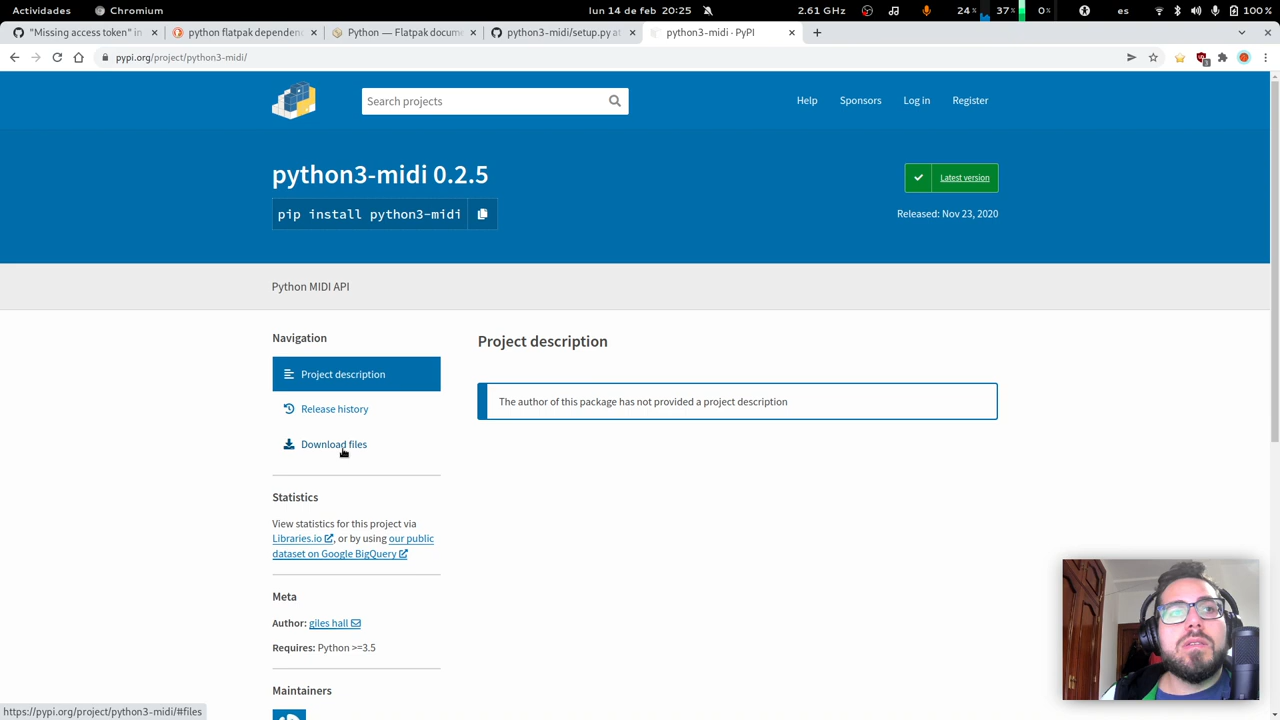 Actividades
Chromium
lun 14 de feb 20:25
2.61 GHz
24 %
37%
0%
es
100 %
"Missing access token" in
python flatpak dependenc
Python — Flatpak docume
python3-midi/setup.py at
python3-midi · PyPI
pypi.org/project/python3-midi/
3
Search projects
Help
Sponsors
Log in
Register
python3-midi 0.2.5
pip install python3-midi
Latest version
Released: Nov 23, 2020
Python MIDI API
Navigation
Project description
Release history
Download files
Statistics
View statistics for this project via
Libraries.io, or by using our public
dataset on Google BigQuery
Meta
Author: giles hall
Requires: Python >=3.5
Maintainers
Project description
The author of this package has not provided a project description
https://pypi.org/project/python3-midi/#files